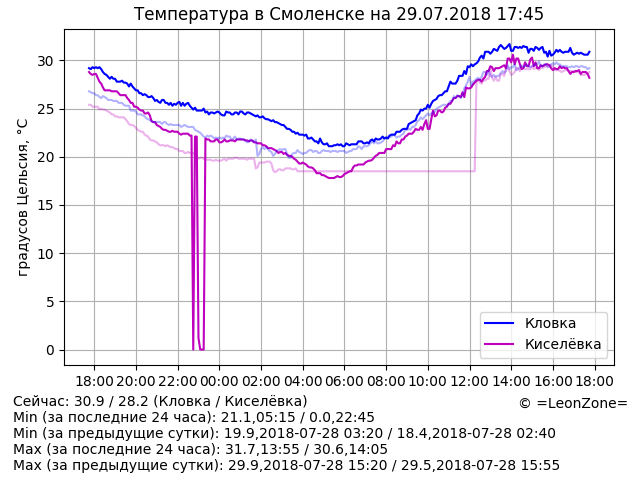 Температура в Смоленске на 29.07.2018 17:45
градусов Цельсия, °C
30
25
20
15
10
5
0
Кловка
Киселёвка
18:00 20:00 22:00 00:00 02:00 04:00 06:00 08:00 10:00 12:00 14:00 16:00 18:00
Сейчас: 30.9 / 28.2 (Кловка / Киселёвка)
© =LeonZone=
Min (за последние 24 часа): 21.1,05:15 / 0.0,22:45
Min (за предыдущие сутки): 19.9,2018-07-28 03:20 / 18.4,2018-07-28 02:40
Max (за последние 24 часа): 31.7,13:55 / 30.6,14:05
Max (за предыдущие сутки): 29.9,2018-07-28 15:20 / 29.5,2018-07-28 15:55